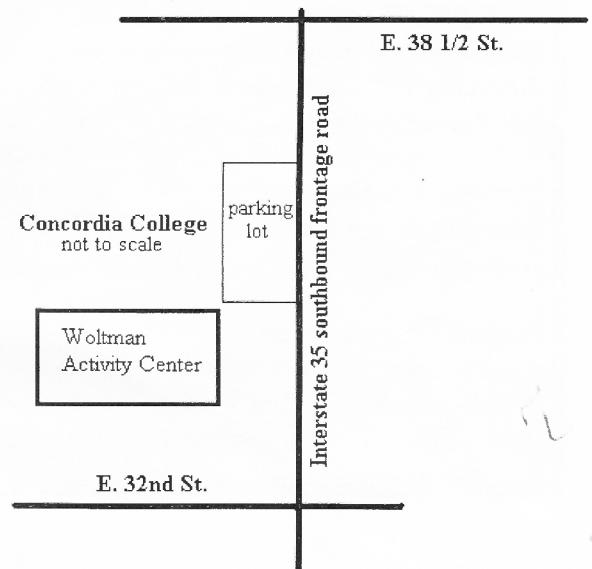 E. 38 1/2 St.
Interstate 35 southbound frontage road
parking
lot
Concordia College
not to scale
Woltman
Activity Center
E. 32nd St.